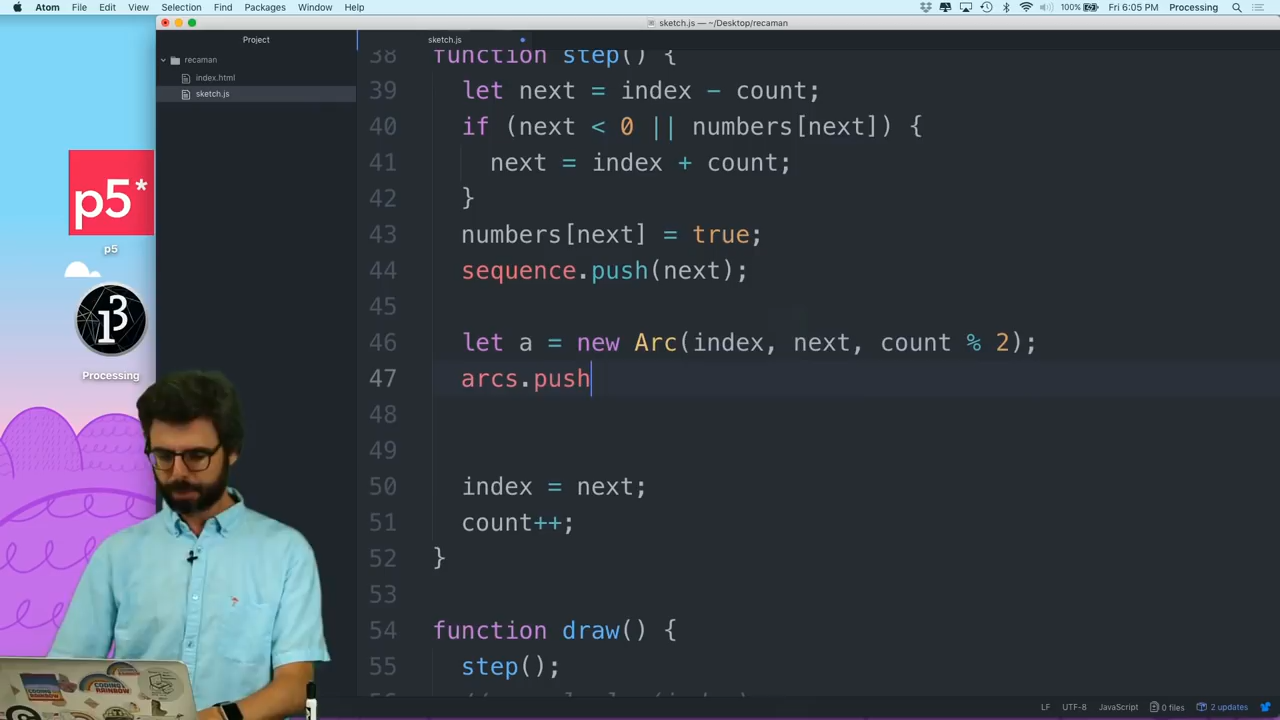 Atom File Edit View Selection Find Packages Window Help 100% Fri 6:05 PM Processing
sketch.js — ~/Desktop/recaman
Project
sketch.js
recaman
index.html
sketch.js
38 function step() {
39 let next = index - count;
40 if (next < 0 || numbers[next]) {
41 next = index + count;
42 }
43 numbers[next] = true;
44 sequence.push(next);
45
46 let a = new Arc(index, next, count % 2);
47 arcs.push
48
49
50 index = next;
51 count++;
52 }
53
54 function draw() {
55 step();
p5*
p5
Processing
CODING RAINBOW
LF UTF-8 JavaScript 0 files 2 updates